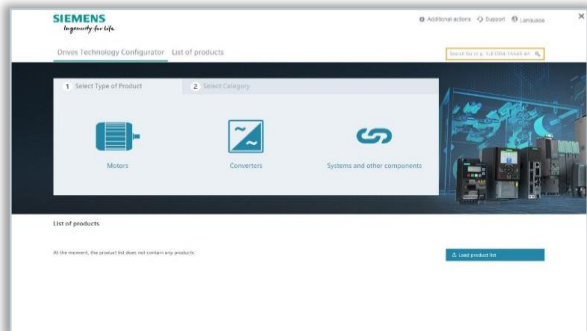 SIEMENS
Ingenuity for life
Additional actions Support Language
Drives Technology Configurator List of products
1 Select Type of Product 2 Select Category
Motors Converters Systems and other components
List of products
At the moment, the product list does not contain any products.
Load product list